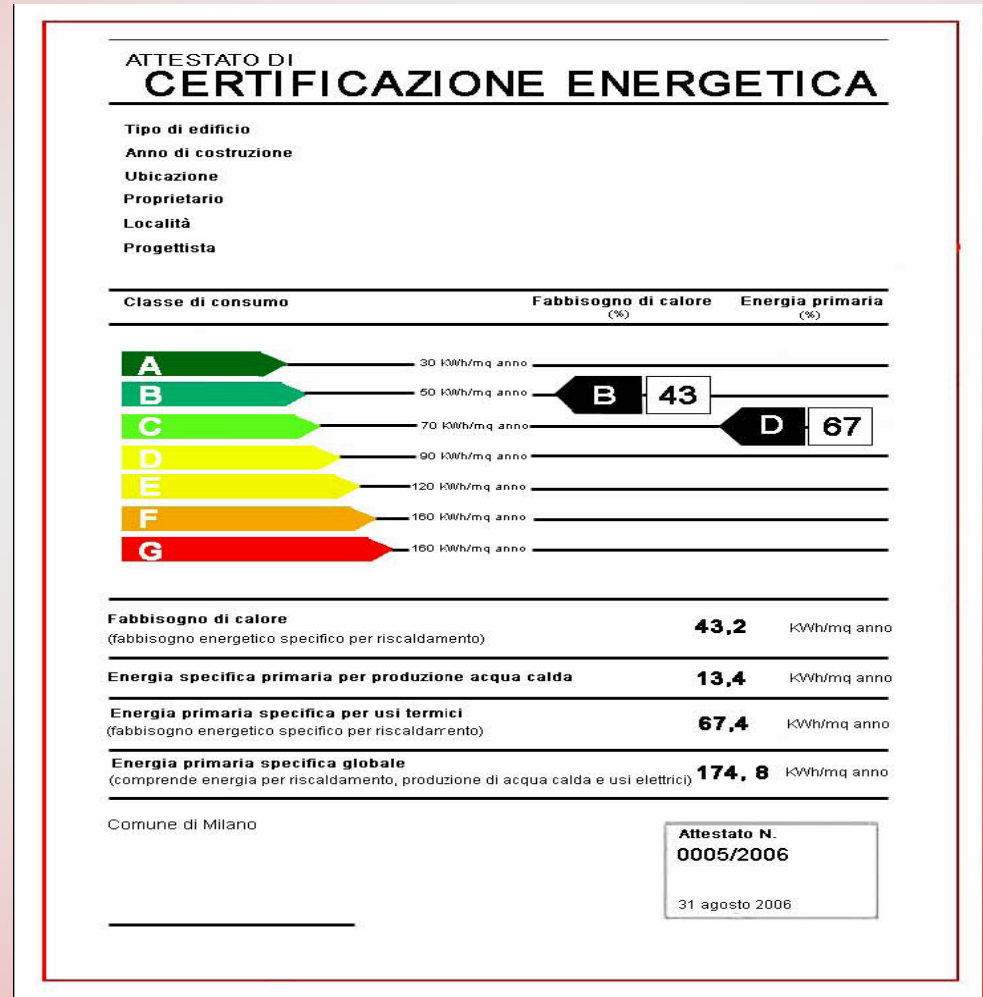 ATTESTATO DI
CERTIFICAZIONE ENERGETICA
Tipo di edificio
Anno di costruzione
Ubicazione
Proprietario
Località
Progettista
Classe di consumo Fabbisogno di calore Energia primaria
(%) (%)
A 30 KWh/mq anno
B 50 KWh/mq anno B 43
C 70 KWh/mq anno D 67
D 90 KWh/mq anno
E 120 KWh/mq anno
F 160 KWh/mq anno
G 160 KWh/mq anno
Fabbisogno di calore
(fabbisogno energetico specifico per riscaldamento) 43,2 KWh/mq anno
Energia specifica primaria per produzione acqua calda 13,4 KWh/mq anno
Energia primaria specifica per usi termici
(fabbisogno energetico specifico per riscaldamento) 67,4 KWh/mq anno
Energia primaria specifica globale
(comprende energia per riscaldamento, produzione di acqua calda e usi elettrici) 174, 8 KWh/mq anno
Comune di Milano
Attestato N.
0005/2006
31 agosto 2006